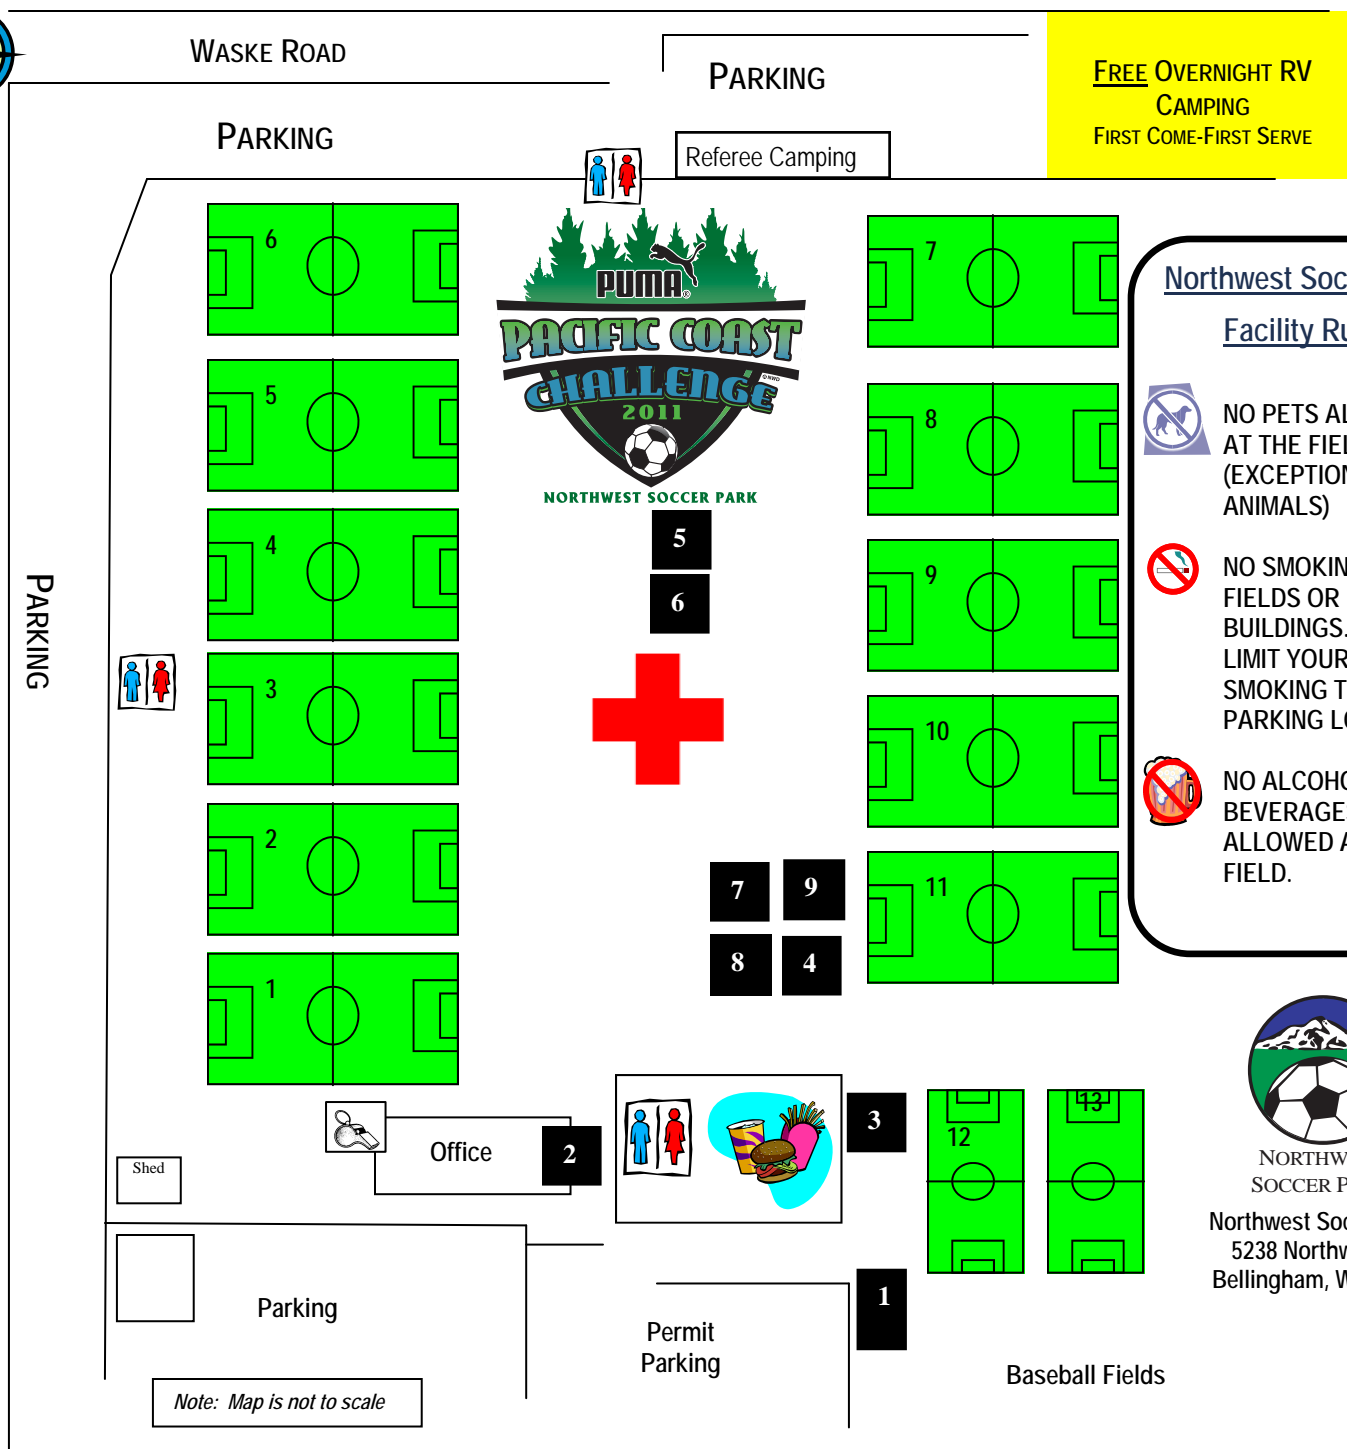 WASKE ROAD
PARKING
FREE OVERNIGHT RV
CAMPING
FIRST COME-FIRST SERVE
PARKING
Referee Camping
6
7
PUMA®
PACIFIC COAST
CHALLENGE
2011
NORTHWEST SOCCER PARK
5
8
4
9
3
10
2
11
1
PARKING
5
6
7
9
8
4
Northwest Soc
Facility Ru
NO PETS AL
AT THE FIEL
(EXCEPTION
ANIMALS)
NO SMOKIN
FIELDS OR
BUILDINGS.
LIMIT YOUR
SMOKING T
PARKING LO
NO ALCOHO
BEVERAGES
ALLOWED A
FIELD.
Office
2
3
12
13
Shed
NORTHW
SOCCER P
Northwest Soc
5238 Northw
Bellingham, W
Parking
Permit
Parking
1
Baseball Fields
Note: Map is not to scale